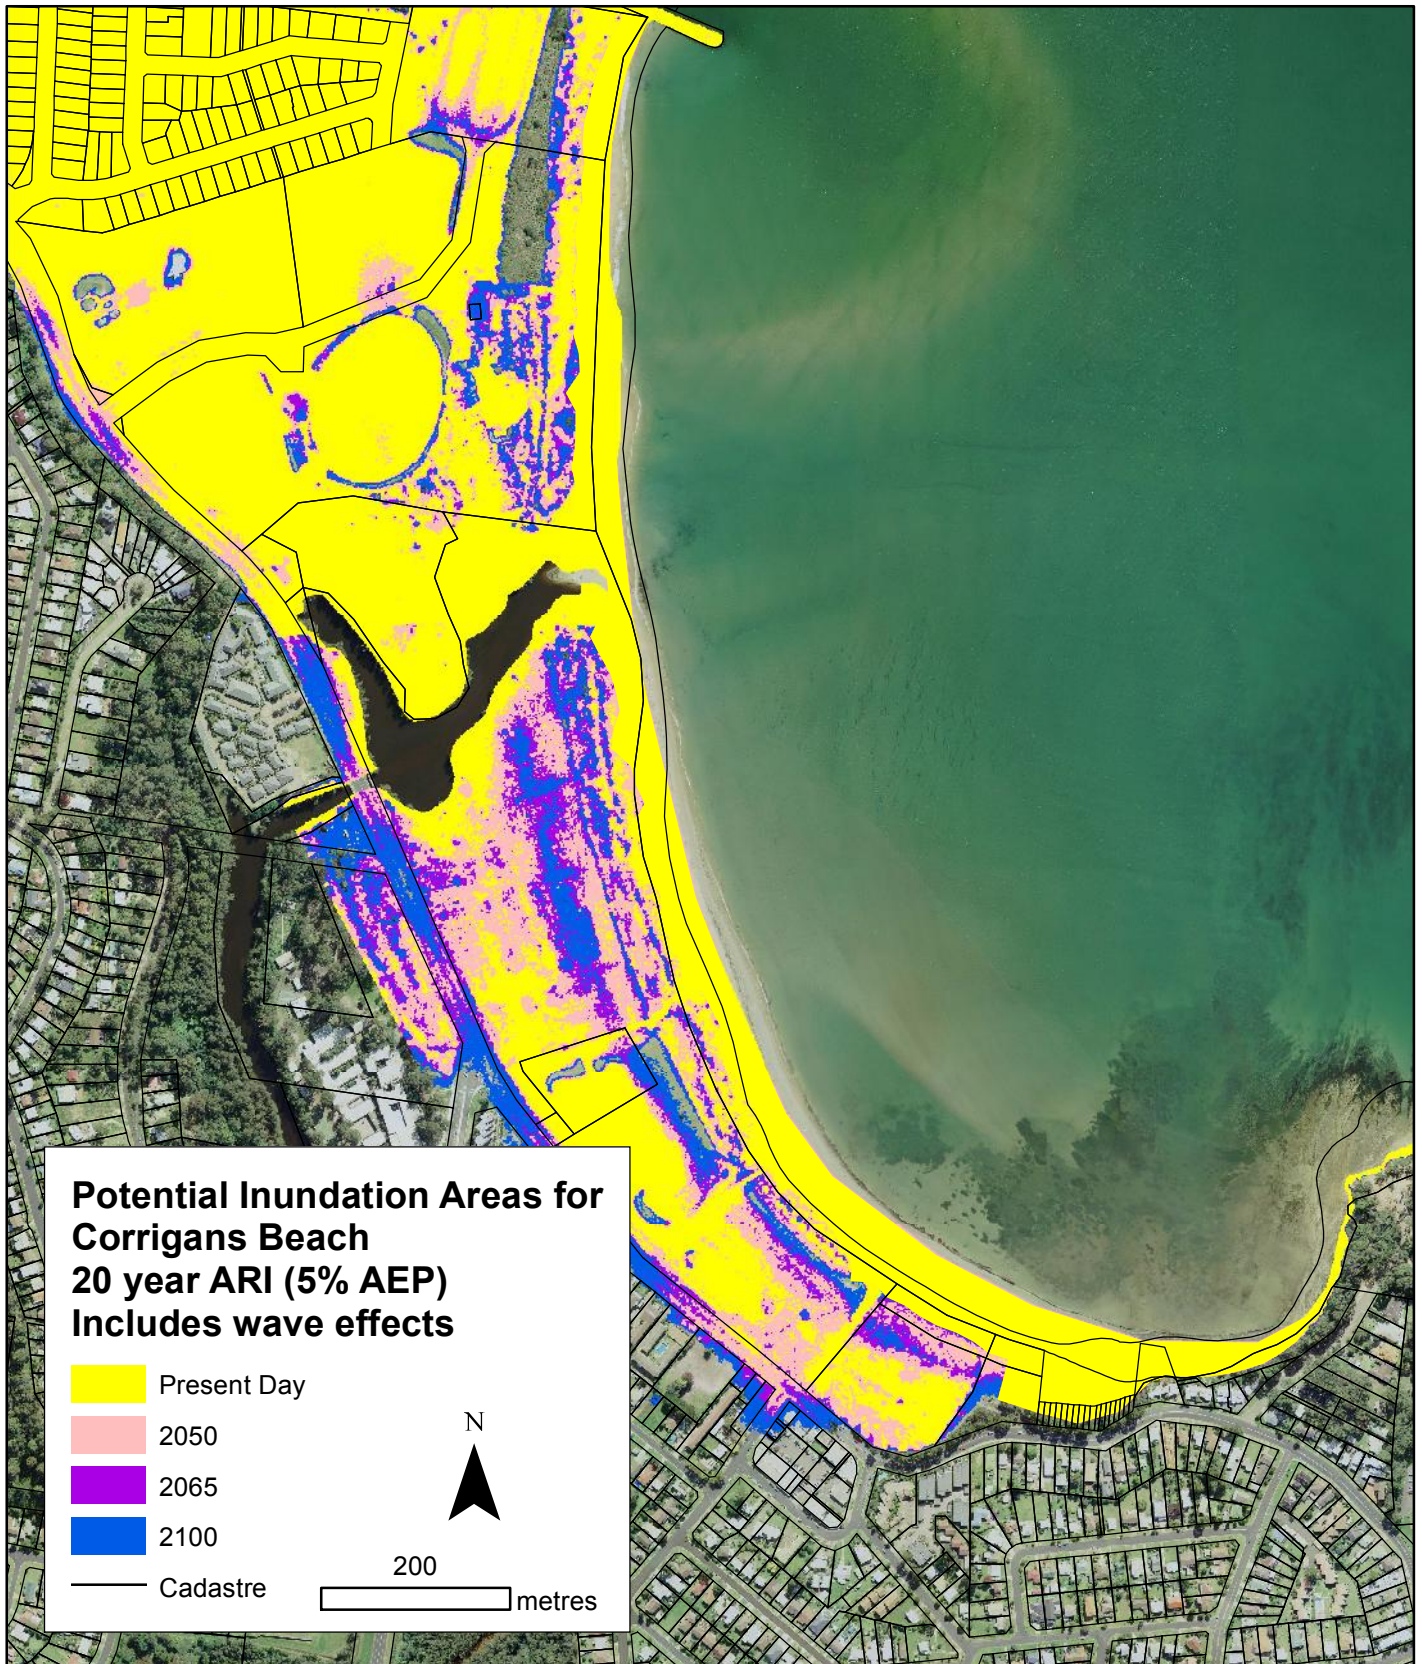 Potential Inundation Areas for
Corrigans Beach
20 year ARI (5% AEP)
Includes wave effects
Present Day
2050
2065
2100
Cadastre
N
200
metres